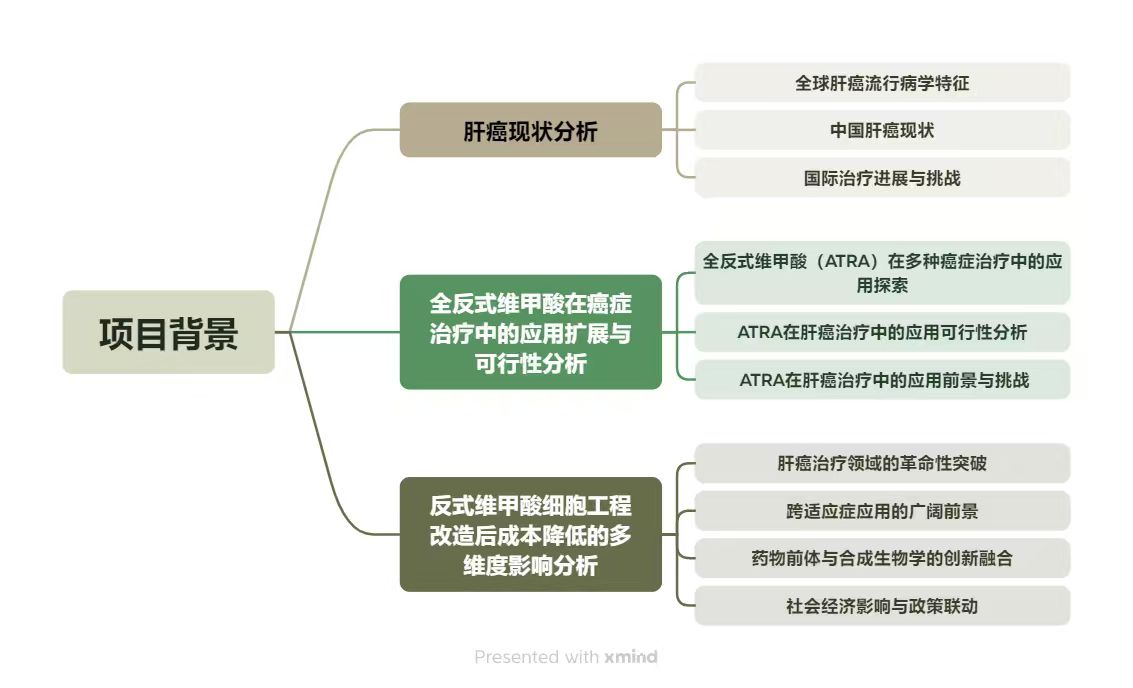 项目背景
肝癌现状分析
全球肝癌流行病学特征
中国肝癌现状
国际治疗进展与挑战
全反式维甲酸在癌症
治疗中的应用扩展与
可行性分析
全反式维甲酸（ATRA）在多种癌症治疗中的应
用探索
ATRA在肝癌治疗中的应用可行性分析
ATRA在肝癌治疗中的应用前景与挑战
反式维甲酸细胞工程
改造后成本降低的多
维度影响分析
肝癌治疗领域的革命性突破
跨适应症应用的广阔前景
药物前体与合成生物学的创新融合
社会经济影响与政策联动
Presented with xmind